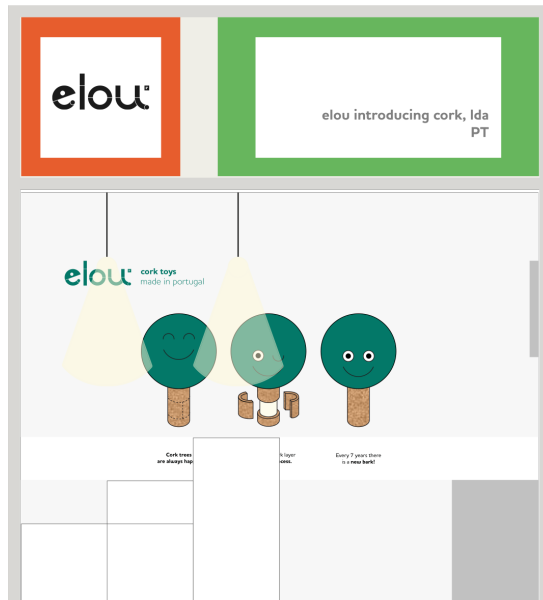 elou
elou introducing cork, lda
PT
elou
cork toys
made in portugal
Cork trees
are always hap
k layer
cess.
Every 7 years there
is a new bark!